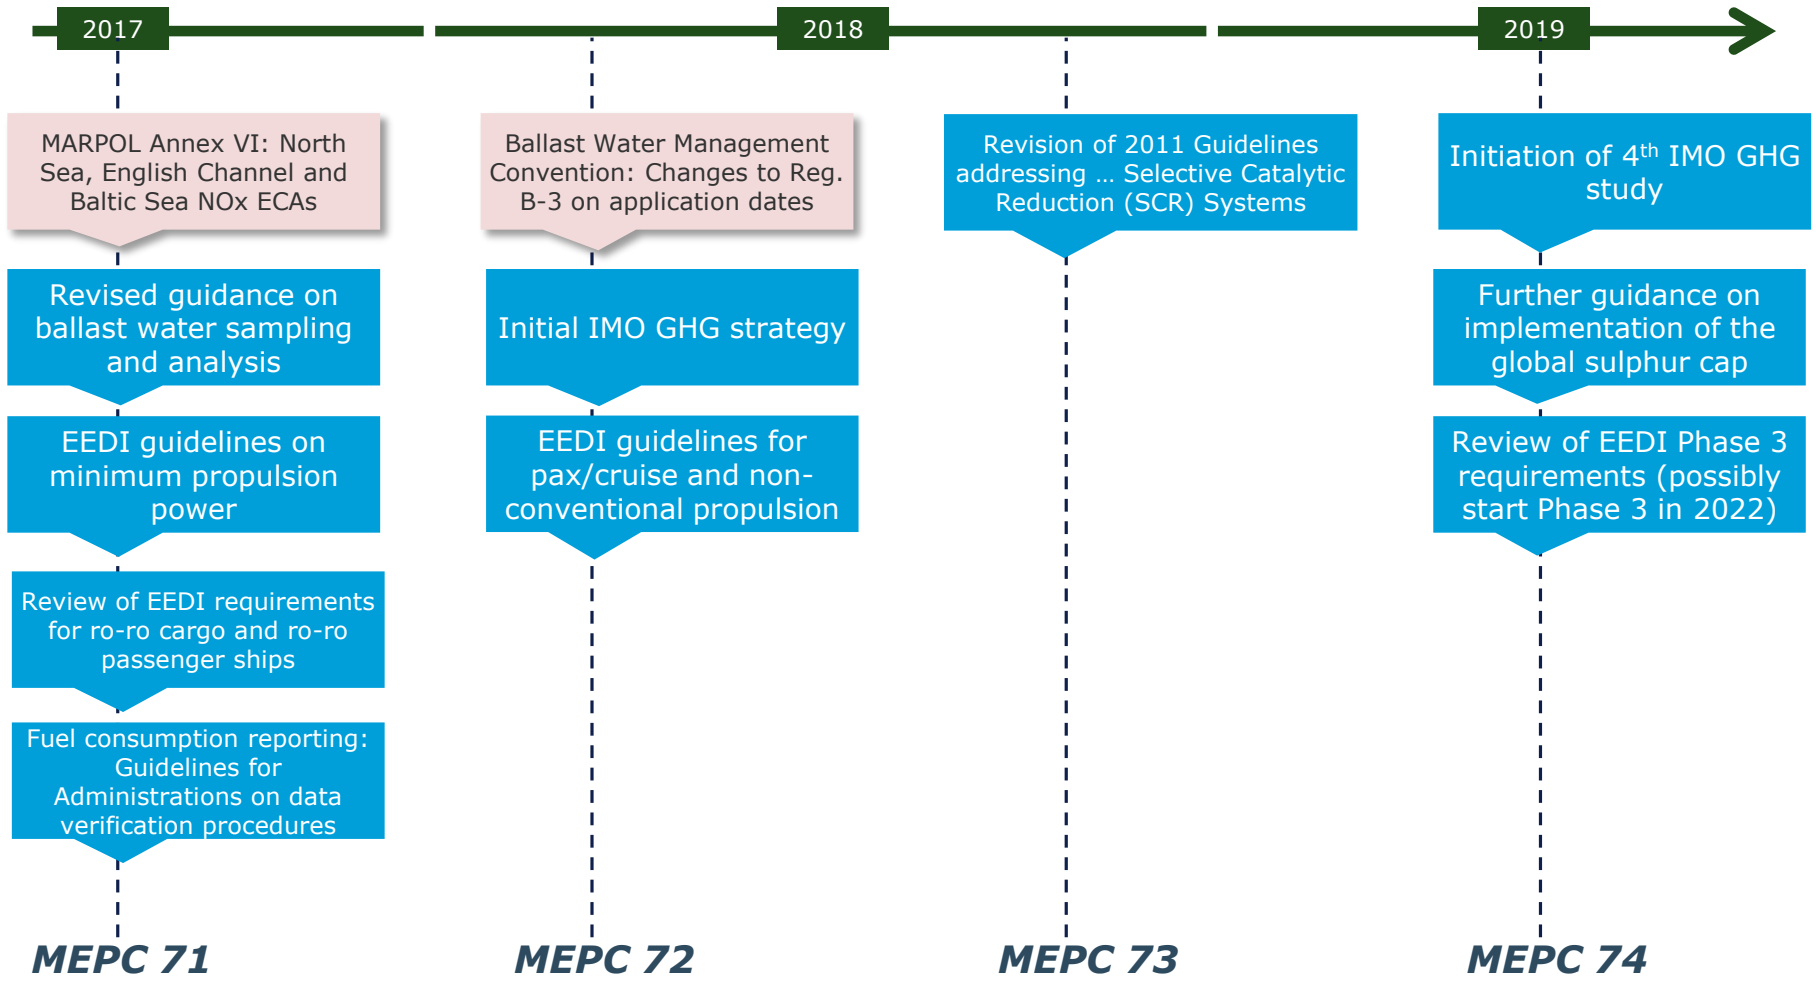 2017
2018
2019
MARPOL Annex VI: North
Sea, English Channel and
Baltic Sea NOx ECAs
Revised guidance on
ballast water sampling
and analysis
EEDI guidelines on
minimum propulsion
power
Review of EEDI requirements
for ro-ro cargo and ro-ro
passenger ships
Fuel consumption reporting:
Guidelines for
Administrations on data
verification procedures
MEPC 71
Ballast Water Management
Convention: Changes to Reg.
B-3 on application dates
Initial IMO GHG strategy
EEDI guidelines for
pax/cruise and non-
conventional propulsion
MEPC 72
Revision of 2011 Guidelines
addressing … Selective Catalytic
Reduction (SCR) Systems
MEPC 73
Initiation of 4th IMO GHG
study
Further guidance on
implementation of the
global sulphur cap
Review of EEDI Phase 3
requirements (possibly
start Phase 3 in 2022)
MEPC 74